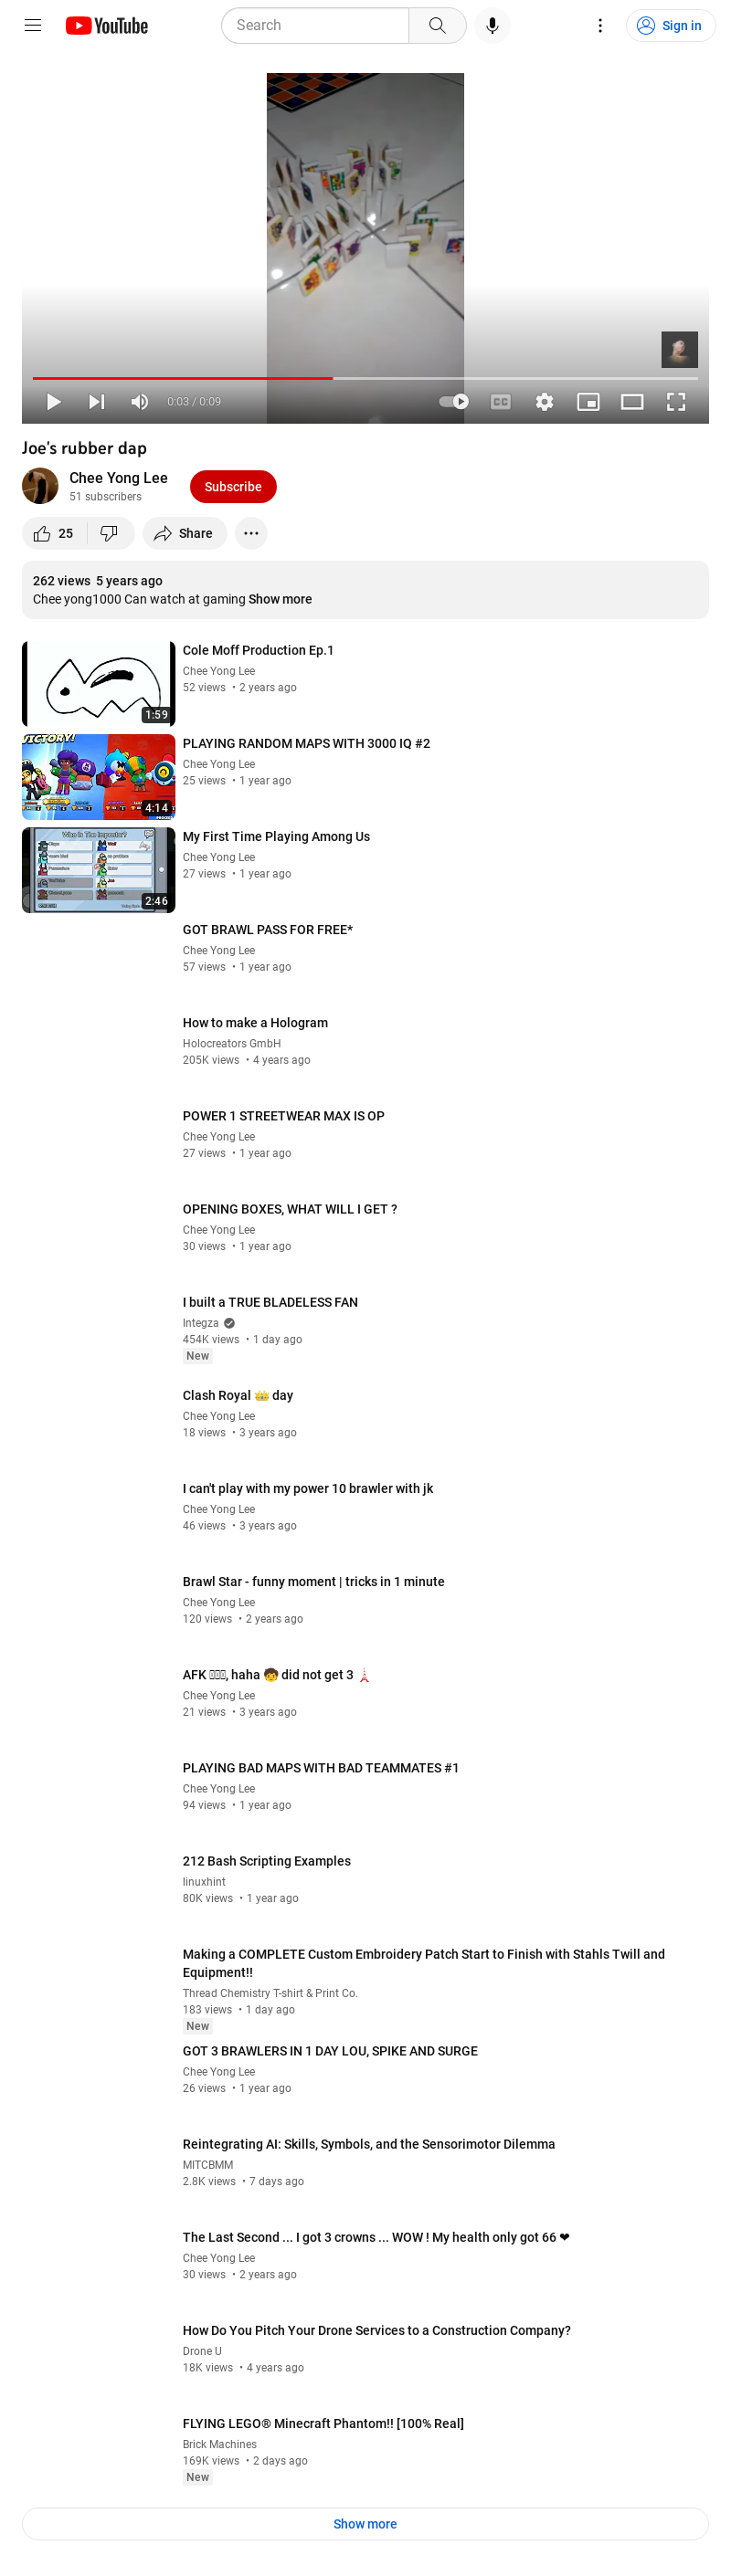 YouTube
Search
Sign in
0:03 / 0:09
CC
Joe's rubber dap
Chee Yong Lee
51 subscribers
Subscribe
25
Share
262 views  5 years ago
Chee yong1000 Can watch at gaming Show more
1:59
Cole Moff Production Ep.1
Chee Yong Lee
52 views • 2 years ago
VICTORY!
4:14
PLAYING RANDOM MAPS WITH 3000 IQ #2
Chee Yong Lee
25 views • 1 year ago
Who Is The Impostor?
2:46
My First Time Playing Among Us
Chee Yong Lee
27 views • 1 year ago
GOT BRAWL PASS FOR FREE*
Chee Yong Lee
57 views • 1 year ago
How to make a Hologram
Holocreators GmbH
205K views • 4 years ago
POWER 1 STREETWEAR MAX IS OP
Chee Yong Lee
27 views • 1 year ago
OPENING BOXES, WHAT WILL I GET ?
Chee Yong Lee
30 views • 1 year ago
I built a TRUE BLADELESS FAN
Integza
454K views • 1 day ago
New
Clash Royal 👑 day
Chee Yong Lee
18 views • 3 years ago
I can't play with my power 10 brawler with jk
Chee Yong Lee
46 views • 3 years ago
Brawl Star - funny moment | tricks in 1 minute
Chee Yong Lee
120 views • 2 years ago
AFK , haha 🧒 did not get 3 🗼
Chee Yong Lee
21 views • 3 years ago
PLAYING BAD MAPS WITH BAD TEAMMATES #1
Chee Yong Lee
94 views • 1 year ago
212 Bash Scripting Examples
linuxhint
80K views • 1 year ago
Making a COMPLETE Custom Embroidery Patch Start to Finish with Stahls Twill and
Equipment!!
Thread Chemistry T-shirt & Print Co.
183 views • 1 day ago
New
GOT 3 BRAWLERS IN 1 DAY LOU, SPIKE AND SURGE
Chee Yong Lee
26 views • 1 year ago
Reintegrating AI: Skills, Symbols, and the Sensorimotor Dilemma
MITCBMM
2.8K views • 7 days ago
The Last Second ... I got 3 crowns ... WOW ! My health only got 66 ❤
Chee Yong Lee
30 views • 2 years ago
How Do You Pitch Your Drone Services to a Construction Company?
Drone U
18K views • 4 years ago
FLYING LEGO® Minecraft Phantom!! [100% Real]
Brick Machines
169K views • 2 days ago
New
Show more